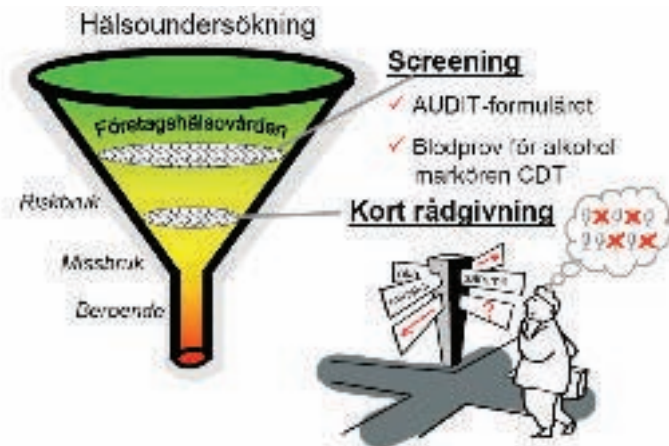 Hälsoundersökning
Företagshälsovården
Riskbruk
Missbruk
Beroende
Screening
✓ AUDIT-formuläret
✓ Blodprov för alkohol
markören CDT
Kort rådgivning
?